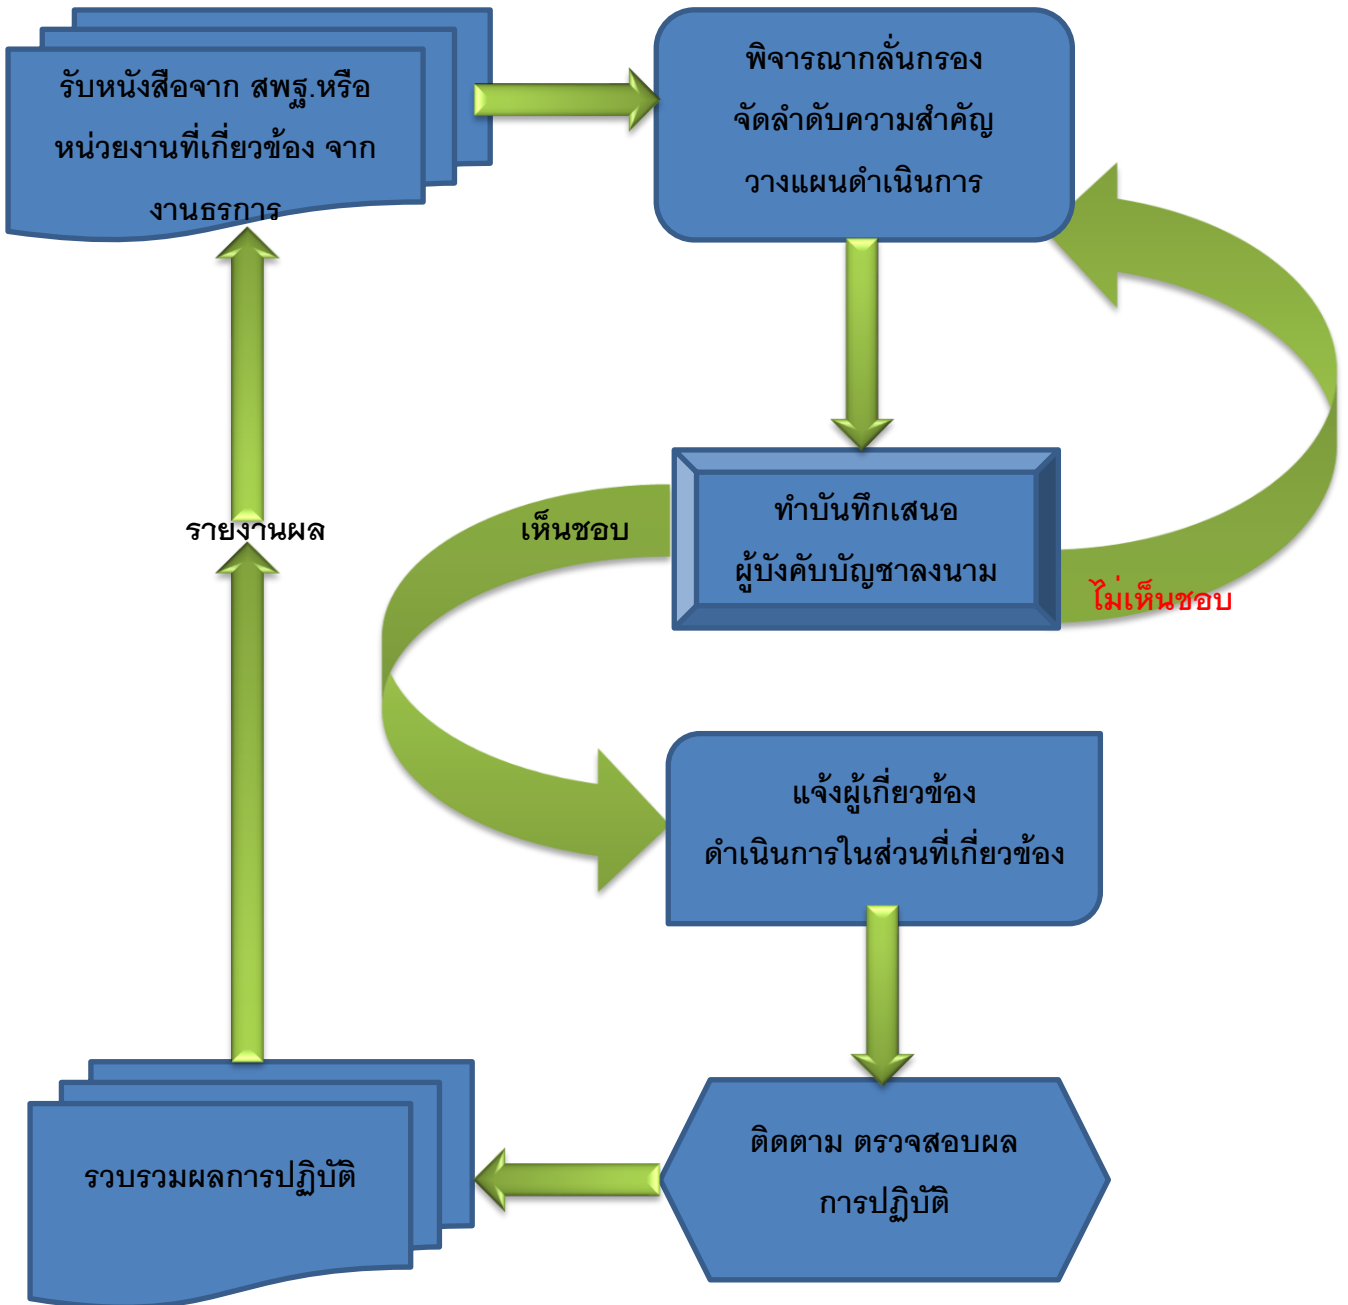 รับหนังสือจาก สพฐ.หรือ
หน่วยงานที่เกี่ยวข้อง จาก
งานธรการ
พิจารณากลั่นกรอง
จัดลำดับความสำคัญ
วางแผนดำเนินการ
ทำบันทึกเสนอ
ผู้บังคับบัญชาลงนาม
เห็นชอบ
ไม่เห็นชอบ
รายงานผล
แจ้งผู้เกี่ยวข้อง
ดำเนินการในส่วนที่เกี่ยวข้อง
ติดตาม ตรวจสอบผล
การปฏิบัติ
รวบรวมผลการปฏิบัติ